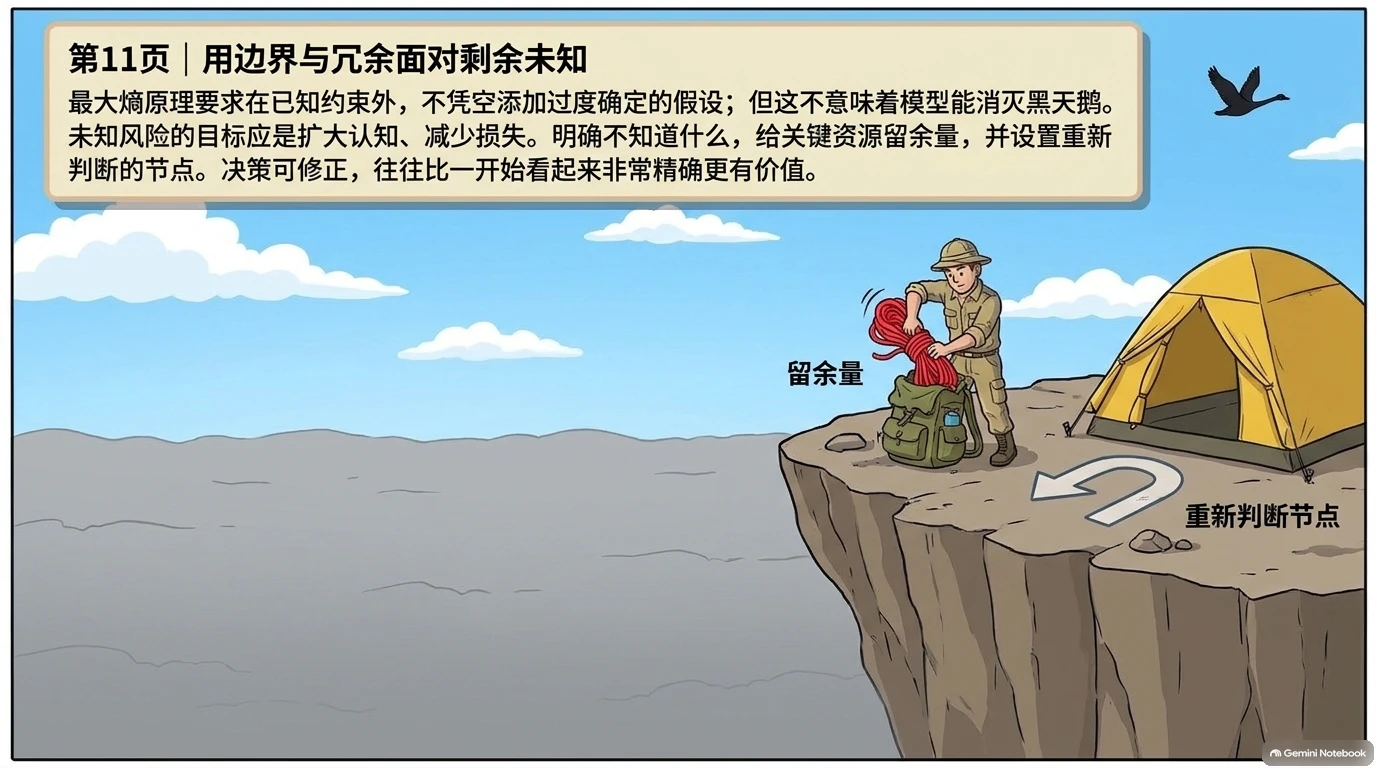 第11页｜用边界与冗余面对剩余未知
最大熵原理要求在已知约束外，不凭空添加过度确定的假设；但这不意味着模型能消灭黑天鹅。
未知风险的目标应是扩大认知、减少损失。明确不知道什么，给关键资源留余量，并设置重新
判断的节点。决策可修正，往往比一开始看起来非常精确更有价值。
留余量
重新判断节点
Gemini Notebook